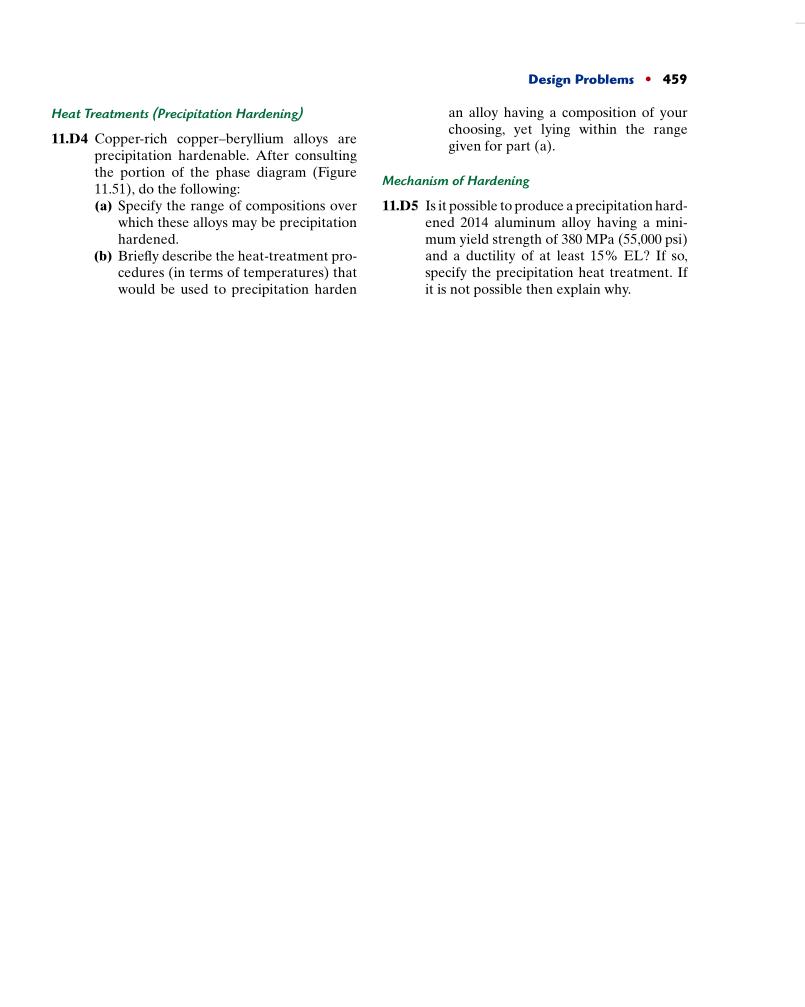 Design Problems • 459
Heat Treatments (Precipitation Hardening)
11.D4 Copper-rich copper–beryllium alloys are
precipitation hardenable. After consulting
the portion of the phase diagram (Figure
11.51), do the following:
(a) Specify the range of compositions over
which these alloys may be precipitation
hardened.
(b) Briefly describe the heat-treatment pro-
cedures (in terms of temperatures) that
would be used to precipitation harden
an alloy having a composition of your
choosing, yet lying within the range
given for part (a).
Mechanism of Hardening
11.D5 Is it possible to produce a precipitation hard-
ened 2014 aluminum alloy having a mini-
mum yield strength of 380 MPa (55,000 psi)
and a ductility of at least 15% EL? If so,
specify the precipitation heat treatment. If
it is not possible then explain why.